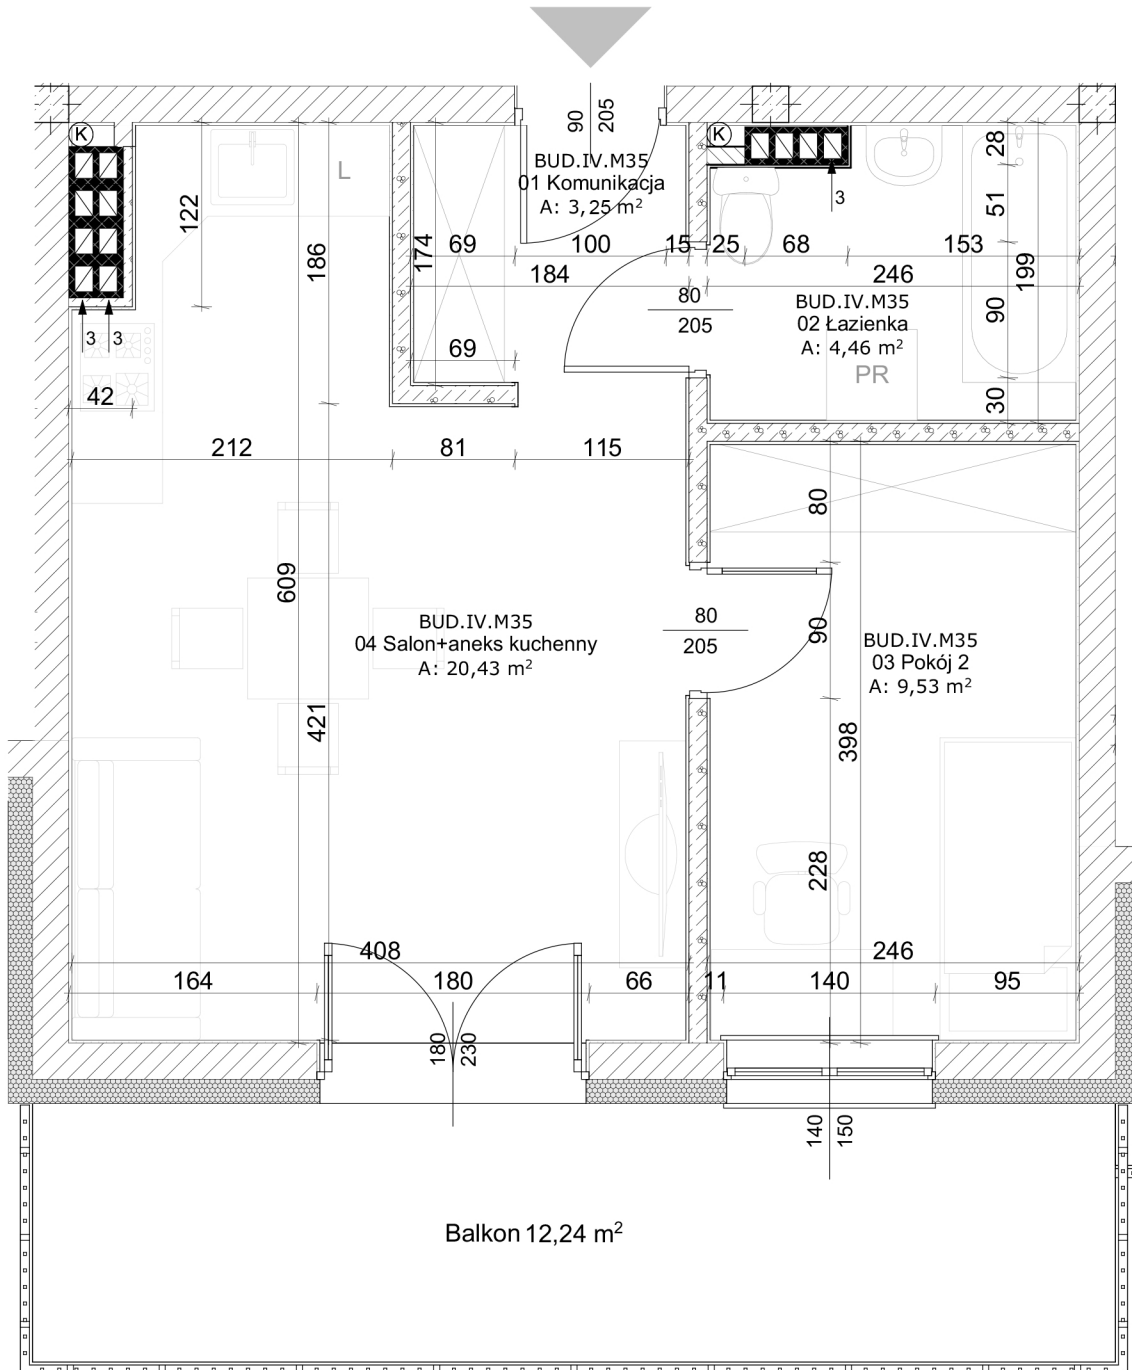 90
205
K
K
BUD.IV.M35
01 Komunikacja
A: 3,25 m²
L
28
3
51
122
186
174
69
100
15
25
68
153
199
184
246
80
205
BUD.IV.M35
02 Łazienka
A: 4,46 m²
90
3
3
69
PR
42
30
212
81
115
80
609
80
205
90
BUD.IV.M35
04 Salon+aneks kuchenny
A: 20,43 m²
BUD.IV.M35
03 Pokój 2
A: 9,53 m²
421
398
228
408
246
164
180
66
11
140
95
180
230
140
150
Balkon 12,24 m²